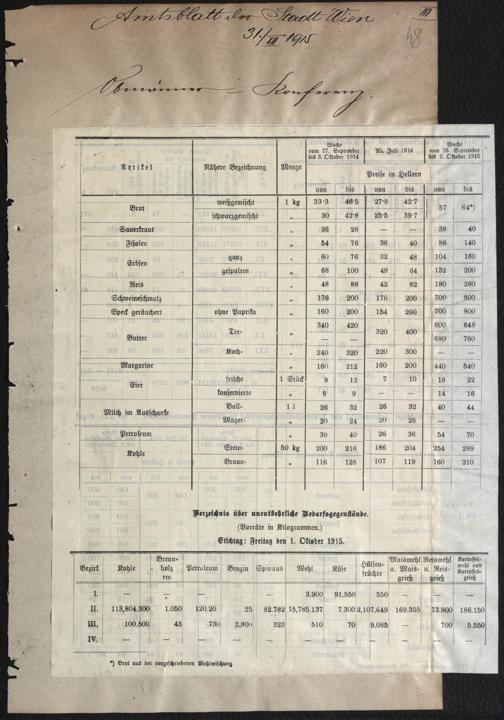 III
Amtsblatt der Stadt Wien
31./XII 1915
48
Obmänner - Konferenz.
Artikel Nähere Bezeichnung Menge Woche vom 27. September bis 3. Oktober 1914 25. Juli 1914 Woche vom 26. September bis 2. Oktober 1915
Preise in Hellern
von bis von bis von bis
Brot weißgemischt 1 kg 33·3 46·5 27·8 42·7 57 64*)
schwarzgemischt „ 30 42·8 25·5 39·7
Sauerkraut „ 26 28 — — 38 40
Fisolen „ 54 76 36 40 88 140
Erbsen ganz „ 60 76 32 48 104 160
gespalten „ 68 100 48 64 132 200
Reis „ 48 88 42 82 180 260
Schweineschmalz „ 176 200 176 200 700 800
Speck geräuchert ohne Paprika „ 160 200 154 200 700 800
Butter Tee- „ 340 420 320 400 600 648
— — 680 760
Koch- „ 240 320 220 300 — —
Margarine „ 160 212 160 200 440 540
Eier frische 1 Stück 9 12 7 10 18 22
konservierte „ 8 9 — — 14 16
Milch im Ausschanke Voll- 1 l 26 32 26 32 40 44
Mager- „ 20 24 20 26 — —
Petroleum „ 30 40 26 36 54 70
Kohle Stein- 50 kg 200 216 186 204 254 288
Braun- „ 116 128 107 119 160 210
Verzeichnis über unentbehrliche Bedarfsgegenstände.
(Vorräte in Kilogrammen.)
Stichtag: Freitag den 1. Oktober 1915.
Bezirk Kohle Brennholz rm Petroleum Benzin Spiritus Mehl Käse Hülsenfrüchte Maismehl u. Maisgrieß Reismehl u. Reisgrieß Kartoffelmehl und Kartoffelgrieß
I. — — — — — 3.900 91.550 550 — — —
II. 113,804.300 1.050 120.20 25 82.782 15,785.137 7.300 2,107.649 169.355 73.800 186.150
III. 100.500 43 730 2,800 323 510 70 9.085 700 5.550
IV. — — — — — — — — — — —
*) Brot aus der vorgeschriebenen Mehlmischung